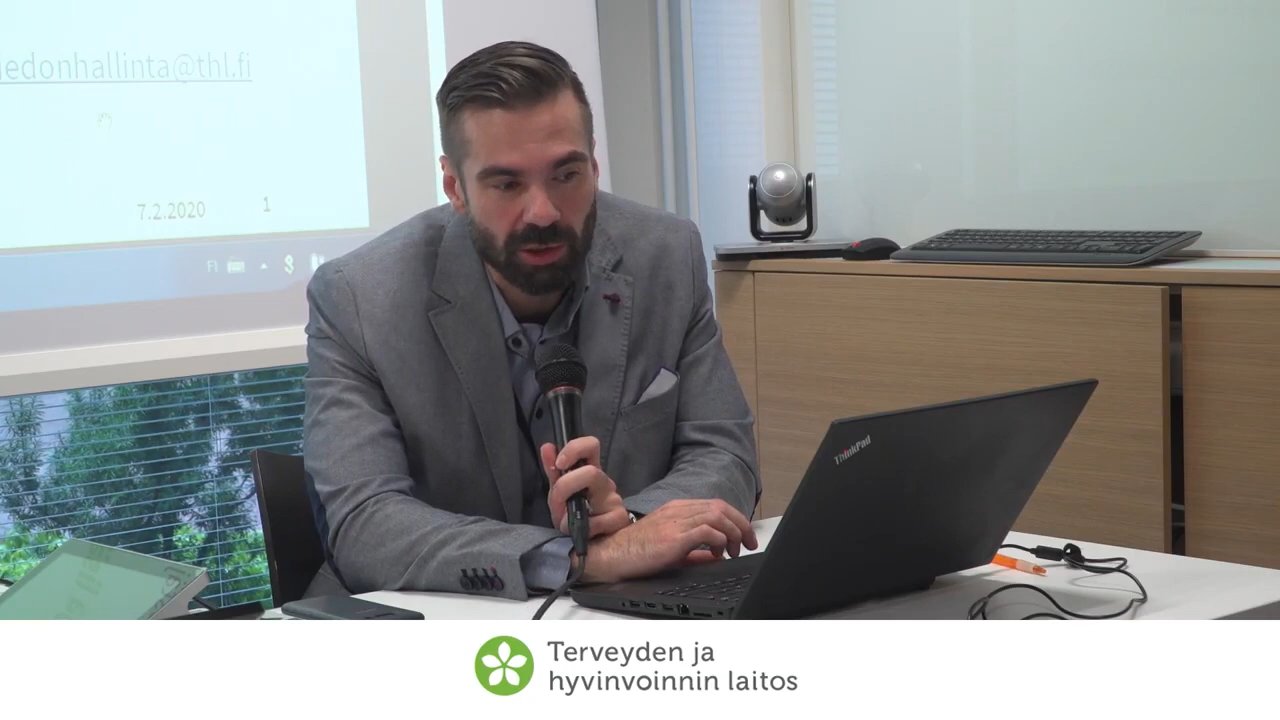 iedonhallinta@thl.fi
7.2.2020 1
FI
ThinkPad
Terveyden ja
hyvinvoinnin laitos